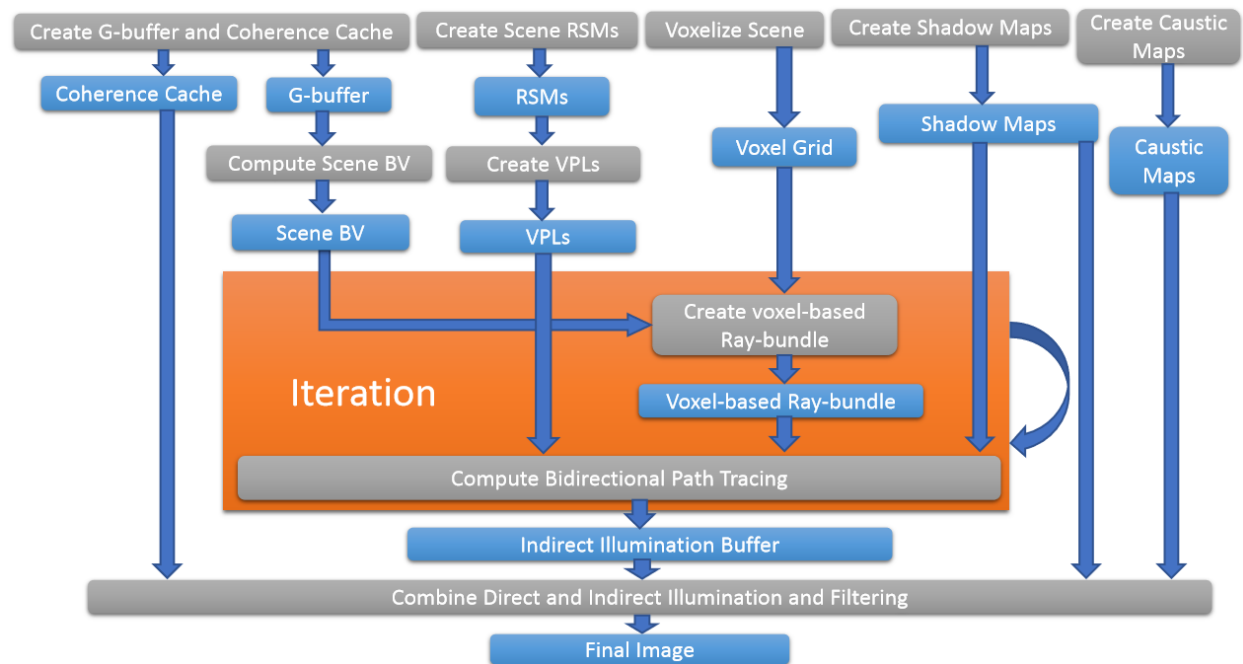 Create G-buffer and Coherence Cache
Create Scene RSMs
Voxelize Scene
Create Shadow Maps
Create Caustic
Maps
Coherence Cache
G-buffer
RSMs
Shadow Maps
Voxel Grid
Caustic
Maps
Compute Scene BV
Create VPLs
Scene BV
VPLs
Create voxel-based
Ray-bundle
Iteration
Voxel-based Ray-bundle
Compute Bidirectional Path Tracing
Indirect Illumination Buffer
Combine Direct and Indirect Illumination and Filtering
Final Image